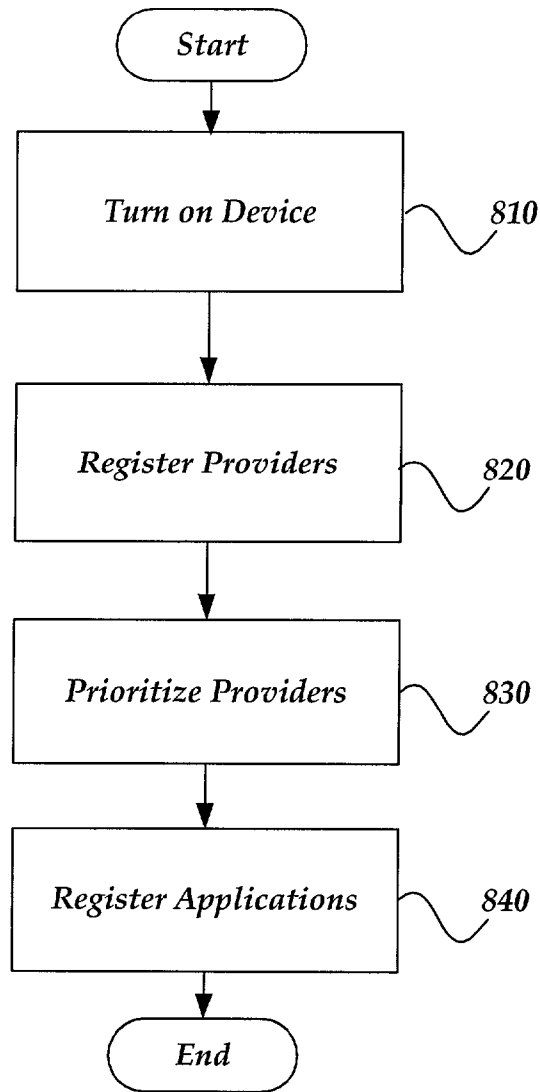 Start
Turn on Device
810
Register Providers
820
Prioritize Providers
830
Register Applications
840
End